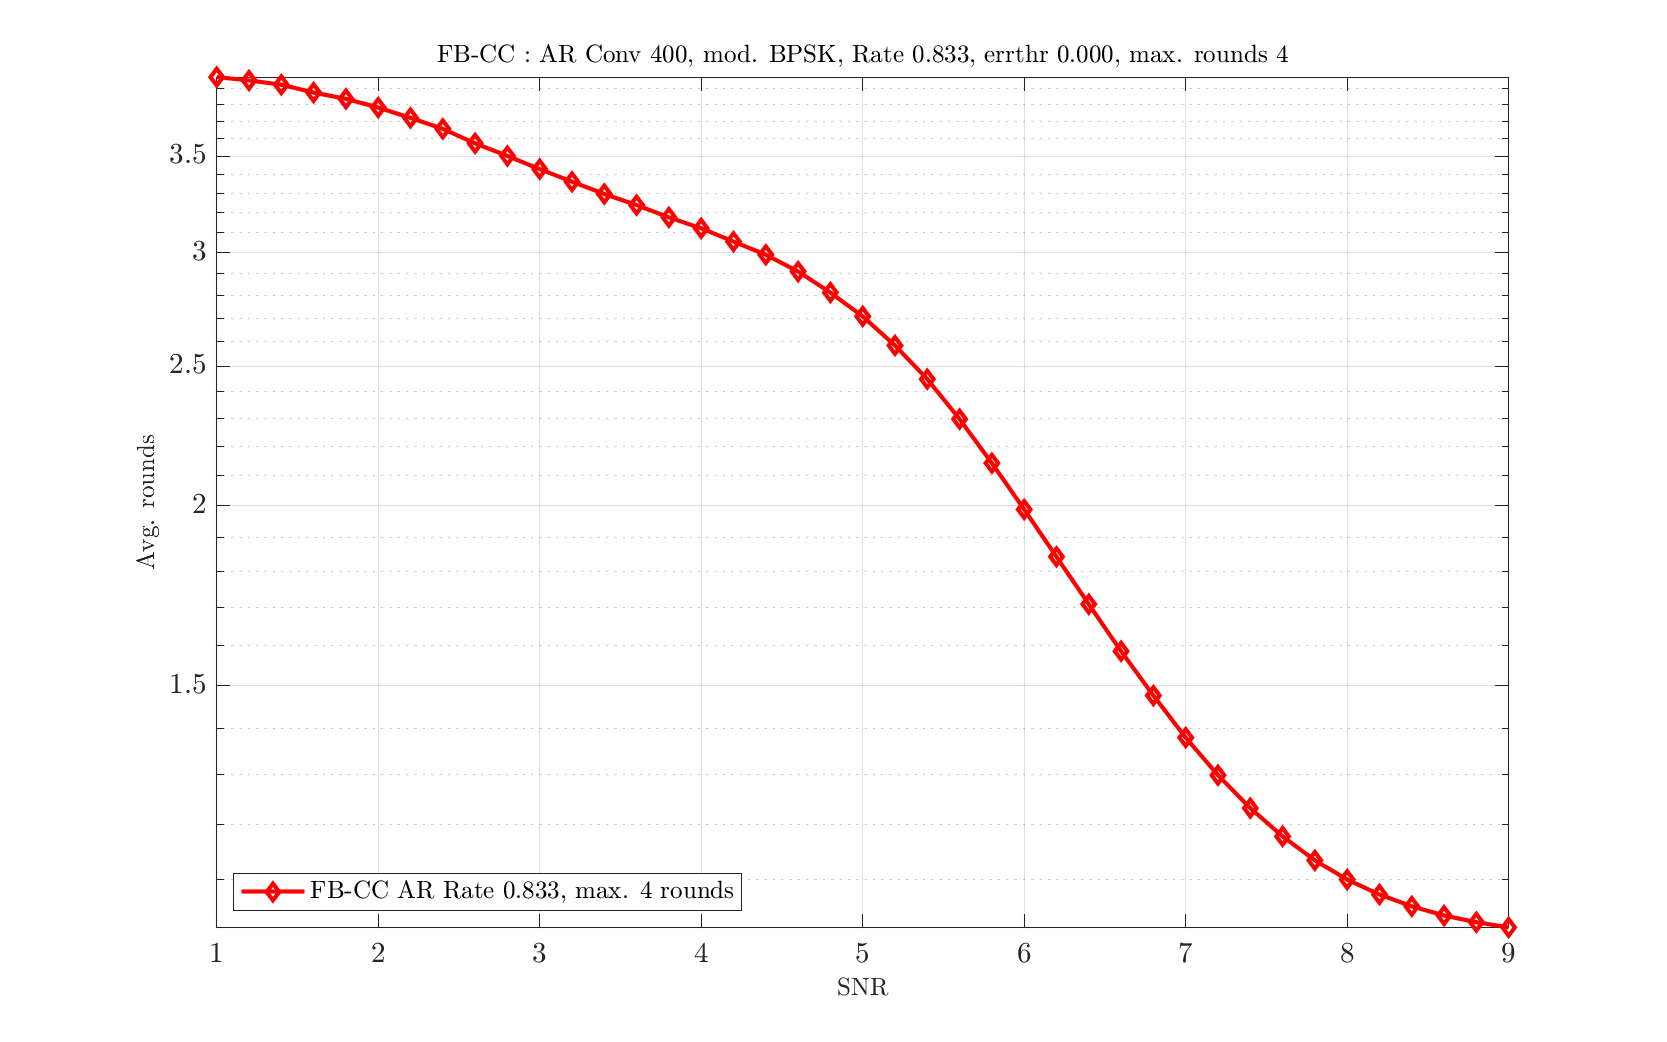 FB-CC : AR Conv 400, mod. BPSK, Rate 0.833, errthr 0.000, max. rounds 4
3.5
3
2.5
2
1.5
Avg. rounds
FB-CC AR Rate 0.833, max. 4 rounds
1 2 3 4 5 6 7 8 9
SNR